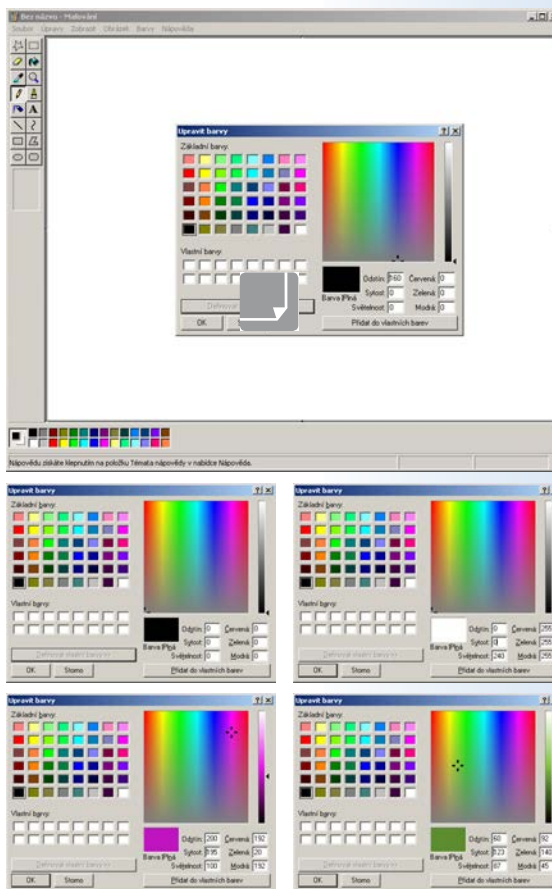 Bez názvu - Malování
Soubor Úpravy Zobrazit Obrázek Barvy Nápověda
A
Upravit barvy
Základní barvy:
Vlastní barvy:
Odstín: 160 Červená: 0
Sytost: 0 Zelená: 0
Barva|Plná
Světelnost: 0 Modrá: 0
OK
Přidat do vlastních barev
Nápovědu získáte klepnutím na položku Témata nápovědy v nabídce Nápověda.
Upravit barvy
Základní barvy:
Vlastní barvy:
Odstín: 0 Červená: 0
Sytost: 0 Zelená: 0
Barva|Plná
Světelnost: 0 Modrá: 0
Definovat vlastní barvy >>
OK Storno Přidat do vlastních barev
Upravit barvy
Základní barvy:
Vlastní barvy:
Odstín: 0 Červená: 255
Sytost: 0 Zelená: 255
Barva|Plná
Světelnost: 240 Modrá: 255
Definovat vlastní barvy >>
OK Storno Přidat do vlastních barev
Upravit barvy
Základní barvy:
Vlastní barvy:
Odstín: 200 Červená: 192
Sytost: 195 Zelená: 20
Barva|Plná
Světelnost: 100 Modrá: 192
Definovat vlastní barvy >>
OK Storno Přidat do vlastních barev
Upravit barvy
Základní barvy:
Vlastní barvy:
Odstín: 60 Červená: 92
Sytost: 123 Zelená: 140
Barva|Plná
Světelnost: 87 Modrá: 45
Definovat vlastní barvy >>
OK Storno Přidat do vlastních barev